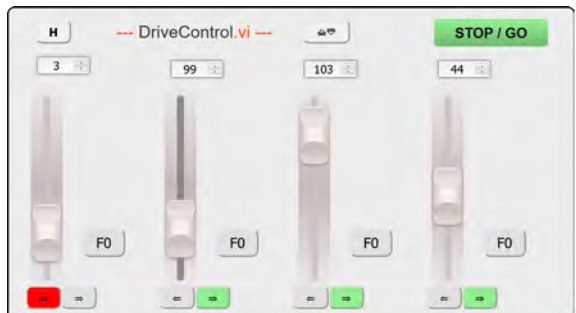 H --- DriveControl.vi --- STOP / GO
3 99 103 44
F0 F0 F0 F0
⇐ ⇒ ⇐ ⇒ ⇐ ⇒ ⇐ ⇒